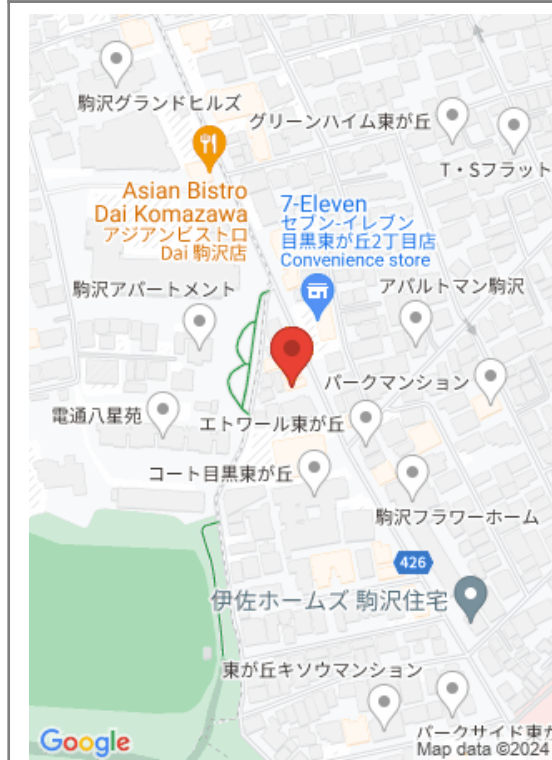 駒沢グランドヒルズ
グリーンハイム東が丘
T・Sフラット
Asian Bistro
Dai Komazawa
アジアンビストロ
Dai 駒沢店
7-Eleven
セブン-イレブン
目黒東が丘2丁目店
Convenience store
駒沢アパートメント
アパルトマン駒沢
パークマンション
電通八星苑
エトワール東が丘
コート目黒東が丘
駒沢フラワーホーム
426
伊佐ホームズ 駒沢住宅
東が丘キソウマンション
パークサイド東
Google
Map data ©2024